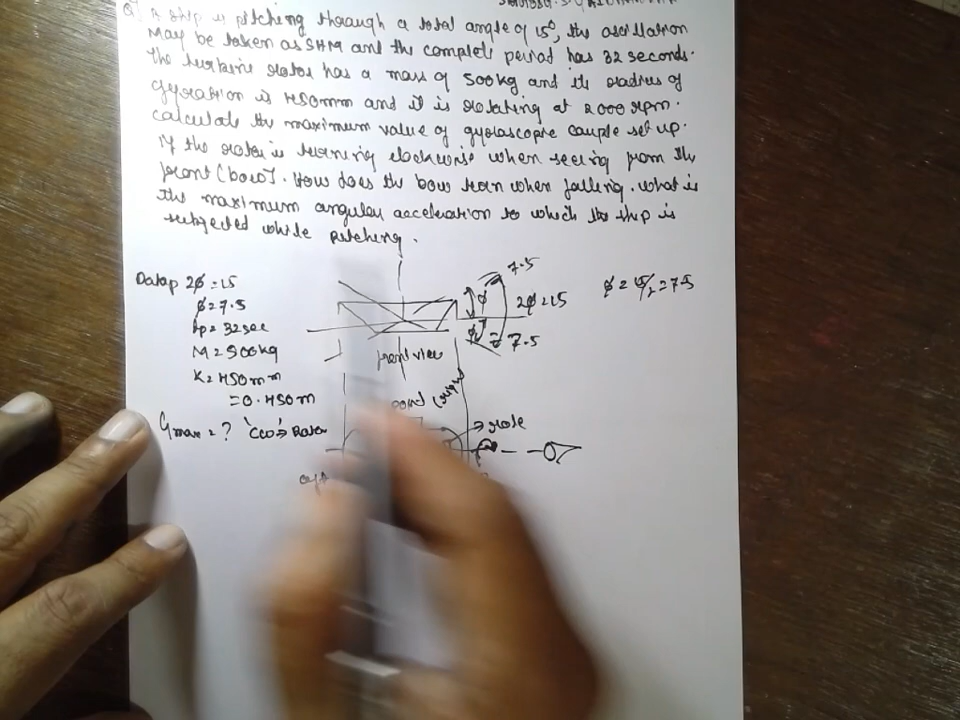 Q) A ship is pitching through a total angle of 15°, the oscillation
May be taken as SHM and the complete period has 32 seconds.
The turbine rotor has a mass of 500kg and its radius of
gyration is 450mm and it is rotating at 2000 rpm.
calculate the maximum value of gyroscopic couple set up.
If the rotor is turning clockwise when seeing from the
front (bow). How does the bow turn when falling. what is
the maximum angular acceleration to which the ship is
subjected while pitching.
Data 2ϕ = 15
ϕ = 7.5
tp = 32sec
M = 500kg
K = 450mm
= 0.450m
Gmax = ? 'CCW' → Rotor
7.5
ϕ
2ϕ = 15
ϕ = 7.5
ϕ = 15/2 = 7.5
front view